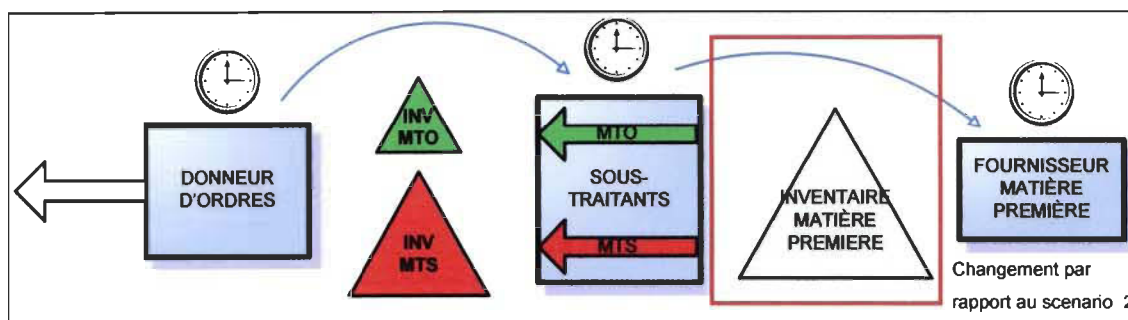 DONNEUR
D'ORDRES
INV
MTO
INV
MTS
MTO
SOUS-
TRAITANTS
MTS
INVENTAIRE
MATIÈRE
PREMIERE
FOURNISSEUR
MATIÈRE
PREMIÈRE
Changement par
rapport au scenario 2